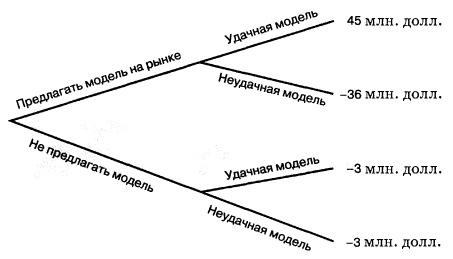 Удачная модель
45 млн. долл.
Предлагать модель на рынке
Неудачная модель
-36 млн. долл.
Не предлагать модель
Удачная модель
-3 млн. долл.
Неудачная модель
-3 млн. долл.